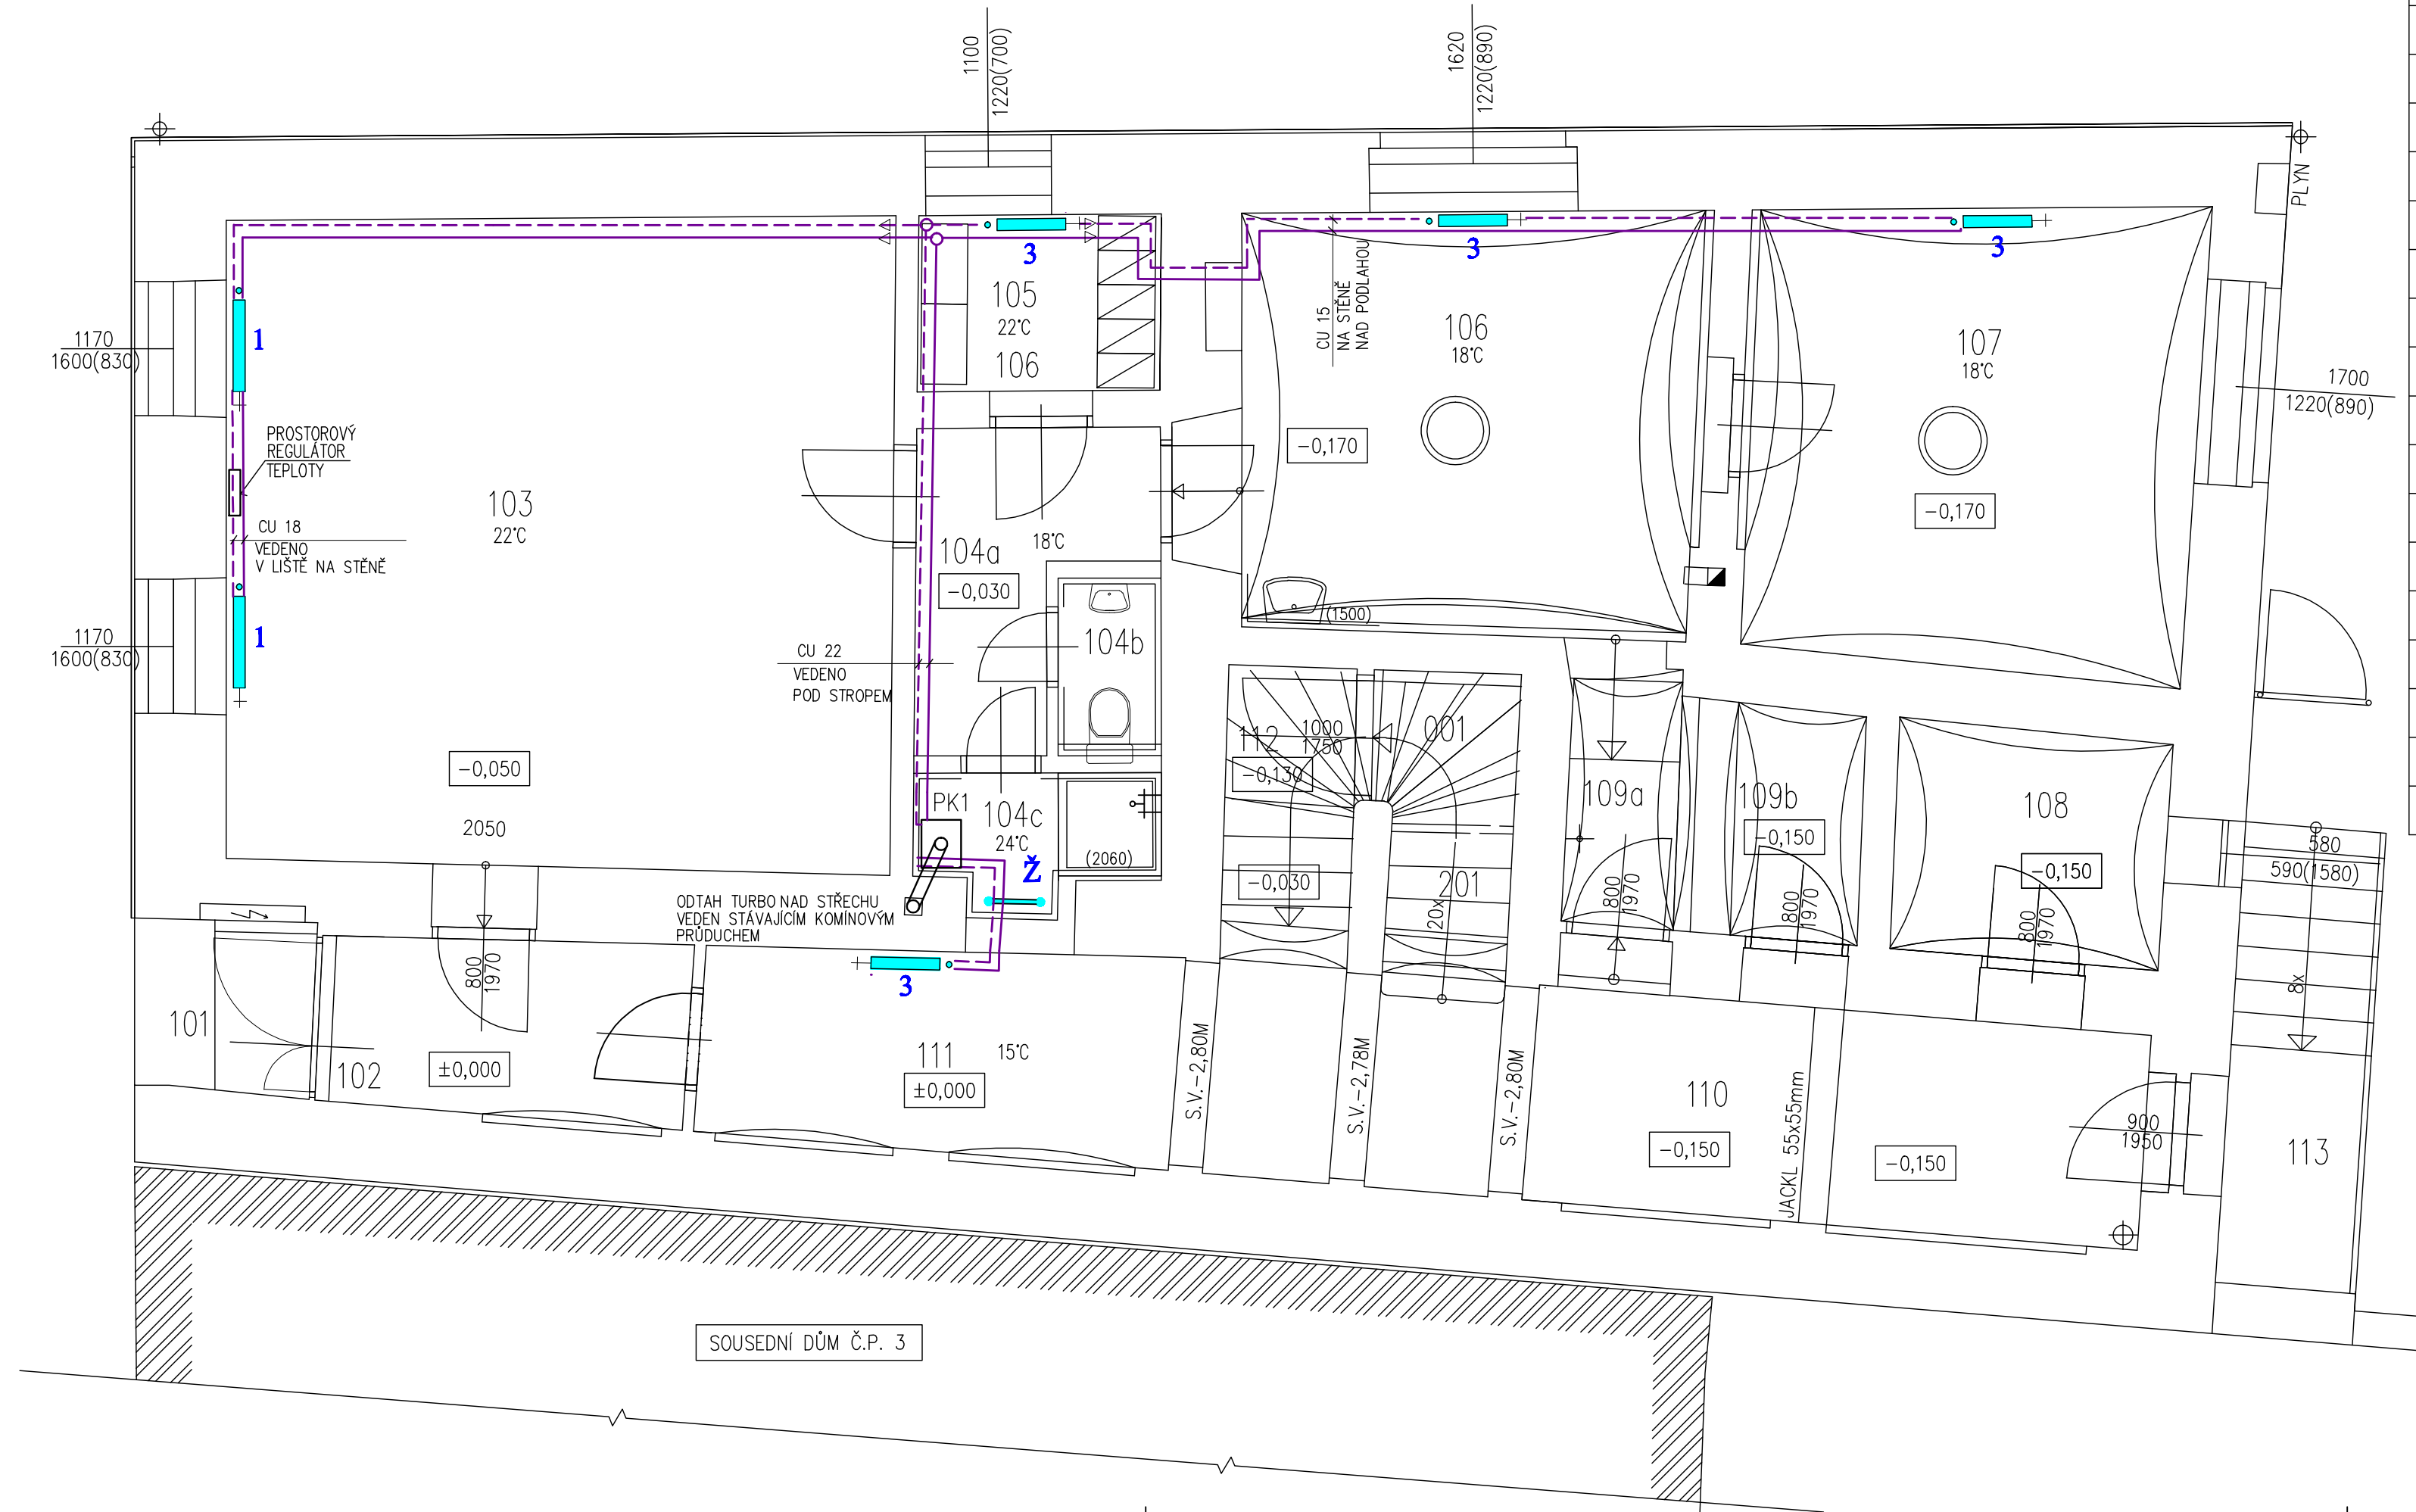 1100
1220(700)
1620
1220(890)
PLYN
3
3
3
105
22°C
106
CU 15
NA STĚNĚ
NAD PODLAHOU
106
18°C
107
18°C
1170
1600(830)
1
1700
1220(890)
PROSTOROVÝ
REGULÁTOR
TEPLOTY
-0,170
-0,170
103
22°C
CU 18
VEDENO
V LIŠTĚ NA STĚNĚ
104a
18°C
-0,030
(1500)
1170
1600(830)
1
104b
CU 22
VEDENO
POD STROPEM
112
1000
1750
001
-0,130
-0,050
2050
PK1
104c
24°C
Ž
(2060)
109a
109b
-0,150
108
-0,150
580
590(1580)
-0,030
201
20x
800
1970
800
1970
800
1970
8x
ODTAH TURBO NAD STŘECHU
VEDEN STÁVAJÍCÍM KOMÍNOVÝM
PRŮDUCHEM
3
800
1970
101
102
±0,000
111
15°C
±0,000
S.V.-2,80M
S.V.-2,78M
S.V.-2,80M
110
-0,150
JACKL 55x55mm
-0,150
900
1950
113
SOUSEDNÍ DŮM Č.P. 3